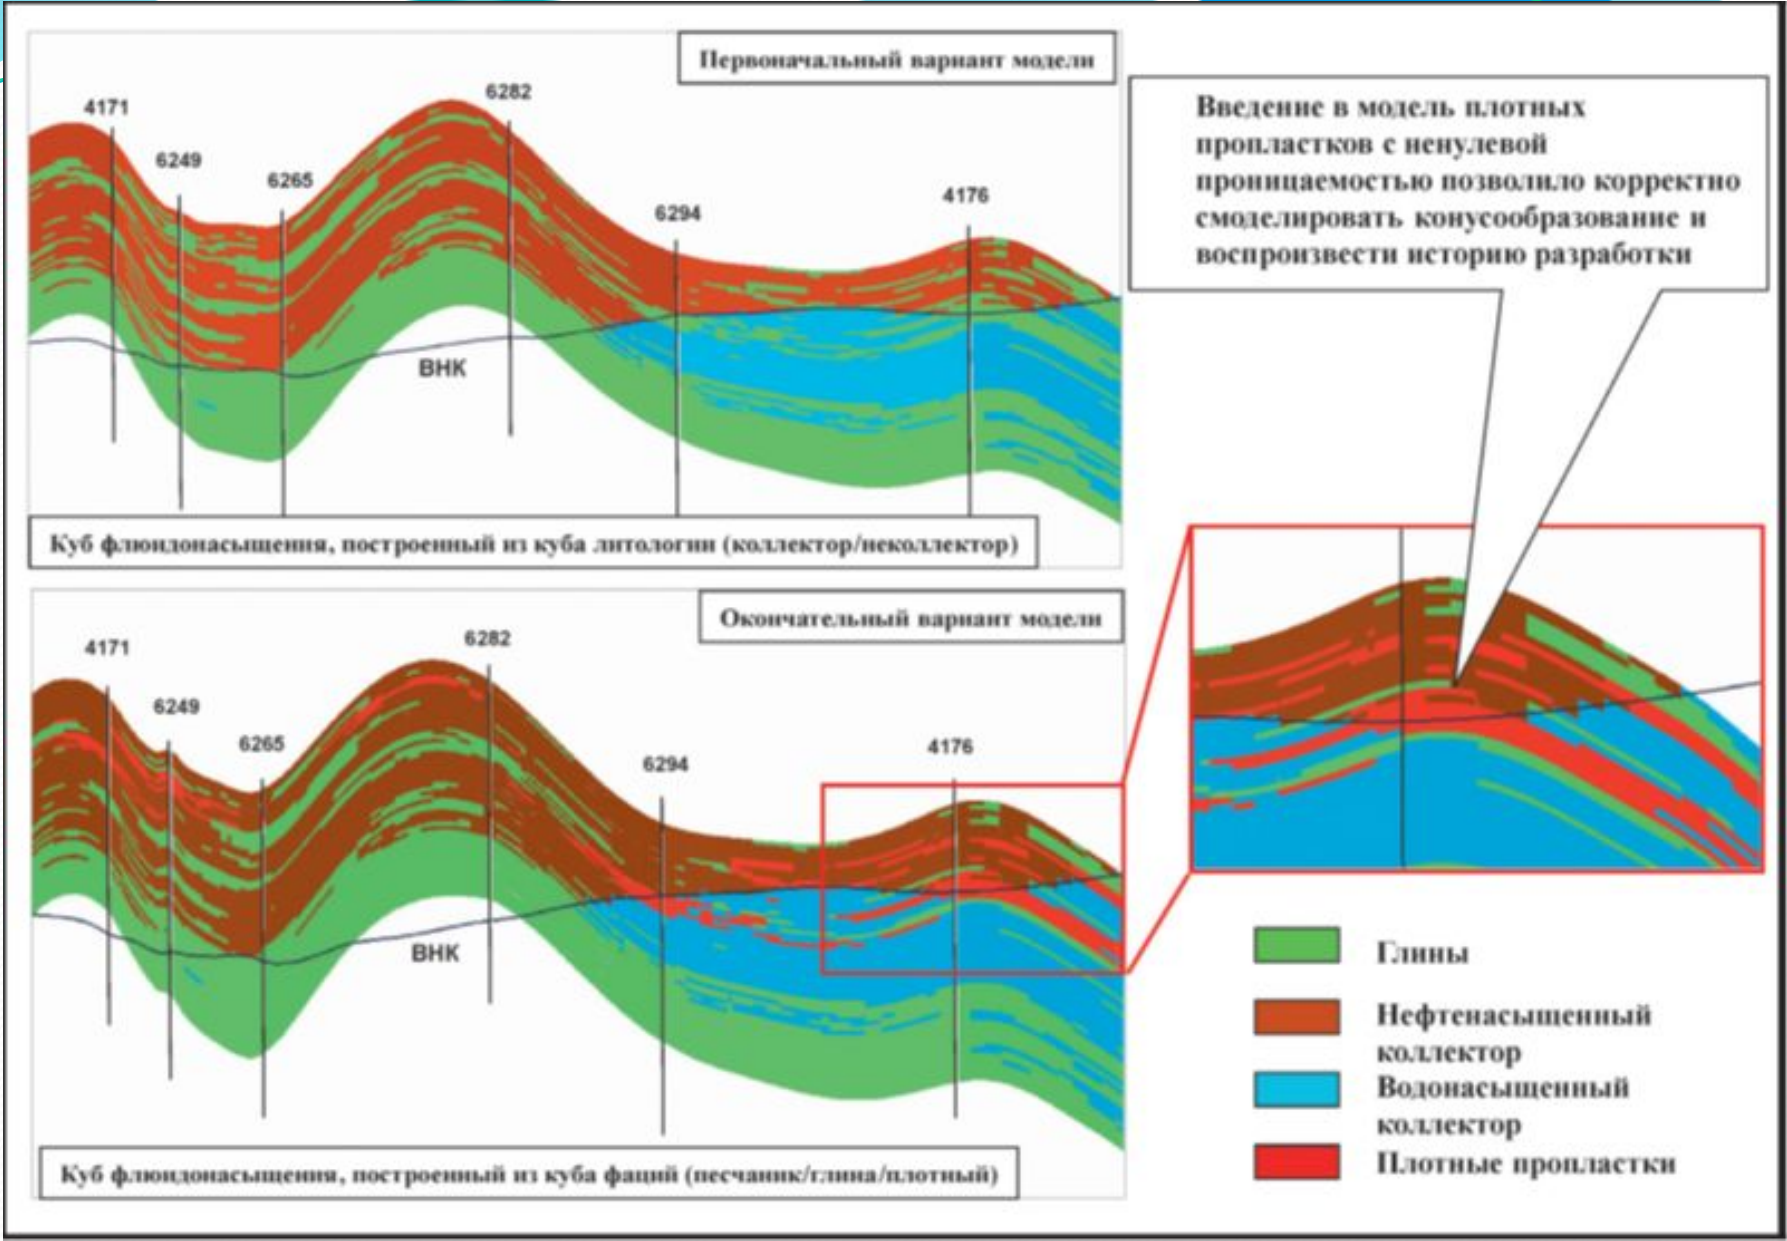 Первоначальный вариант модели
4171
6249
6265
6282
6294
4176
ВНК
Куб флюидонасыщения, построенный из куба литологии (коллектор/неколлектор)
Введение в модель плотных
пропластков с ненулевой
проницаемостью позволило корректно
смоделировать конусообразование и
воспроизвести историю разработки
Окончательный вариант модели
4171
6249
6265
6282
6294
4176
ВНК
Куб флюидонасыщения, построенный из куба фаций (песчаник/глина/плотный)
Глины
Нефтенасыщенный
коллектор
Водонасыщенный
коллектор
Плотные пропластки